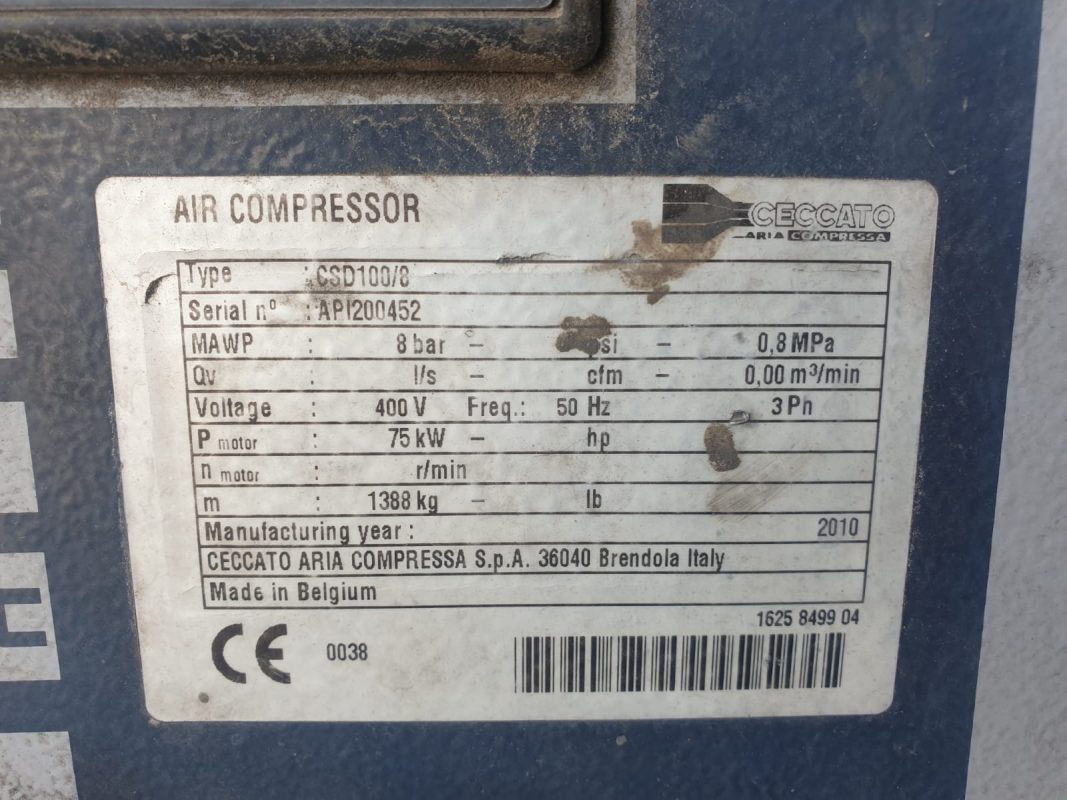 AIR COMPRESSOR
CECCATO
ARIA COMPRESSA
Type : CSD100/8
Serial nº : API200452
MAWP : 8 bar - psi - 0,8 MPa
Qv : l/s - cfm - 0,00 m³/min
Voltage : 400 V Freq.: 50 Hz 3 Ph
P motor : 75 kW - hp
n motor : r/min
m : 1388 kg - lb
Manufacturing year : 2010
CECCATO ARIA COMPRESSA S.p.A. 36040 Brendola Italy
Made in Belgium
1625 8499 04
CE 0038